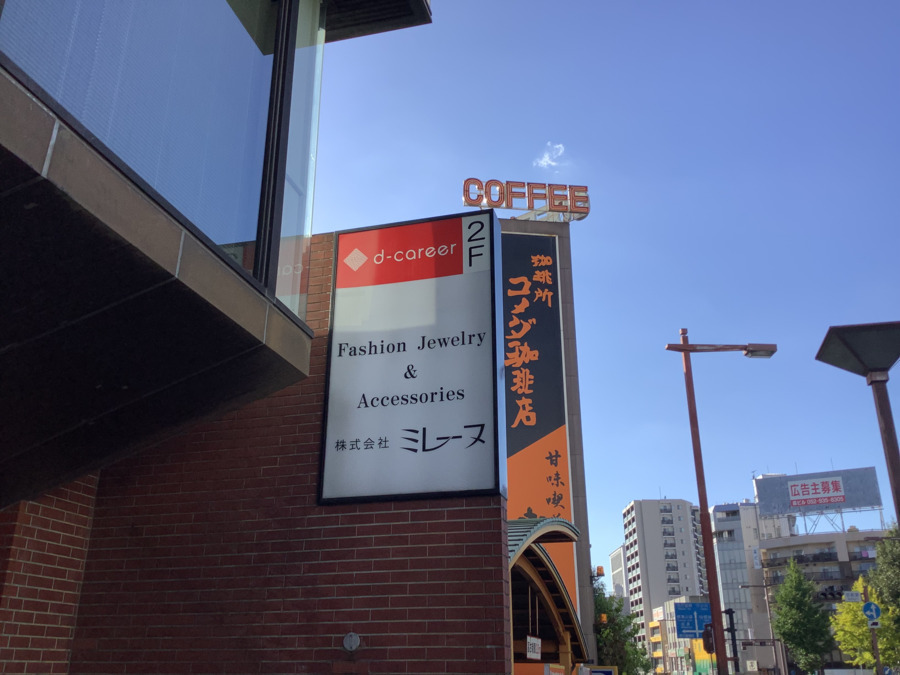 COFFEE
d-career
2F
Fashion Jewelry
&
Accessories
株式会社 ミレーヌ
珈琲所
コメダ珈琲店
甘味喫
広告主募集